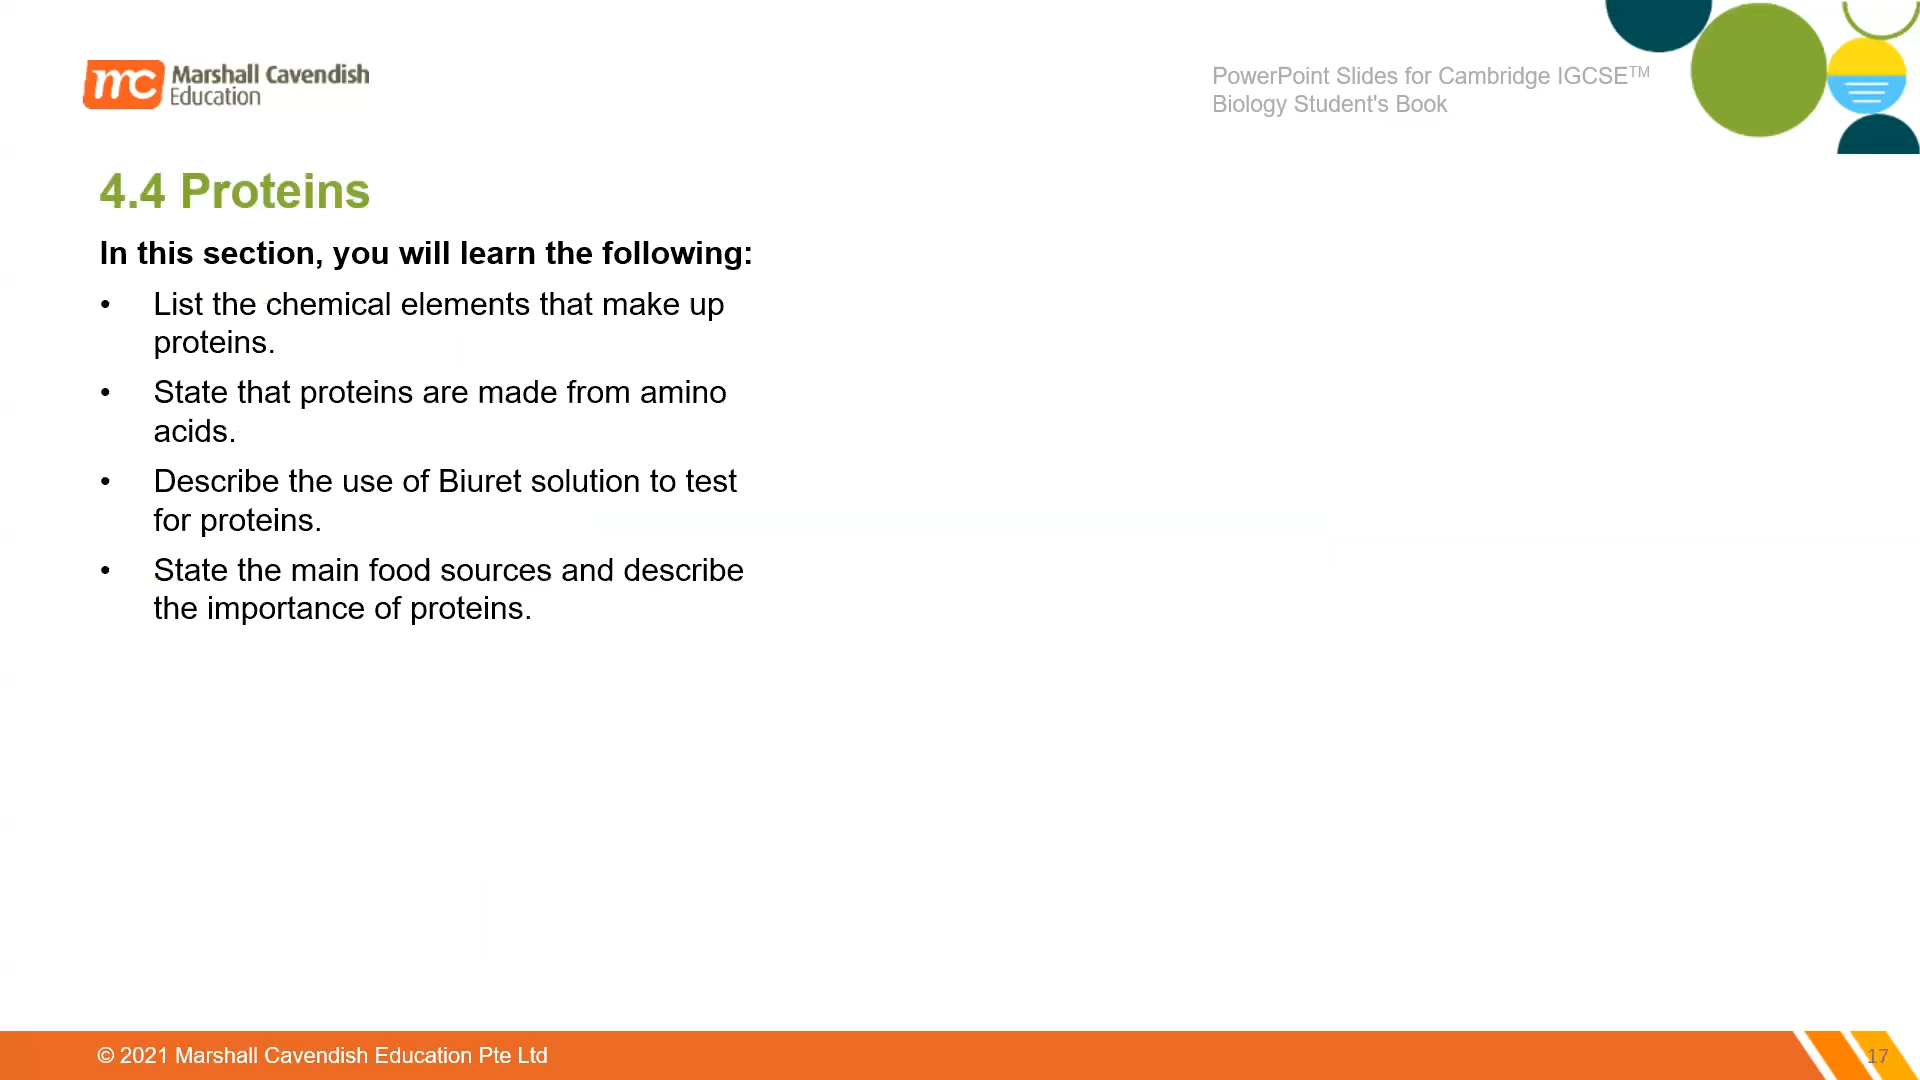 mc Marshall Cavendish
Education
PowerPoint Slides for Cambridge IGCSE™
Biology Student's Book
4.4 Proteins
In this section, you will learn the following:
• List the chemical elements that make up
proteins.
• State that proteins are made from amino
acids.
• Describe the use of Biuret solution to test
for proteins.
• State the main food sources and describe
the importance of proteins.
© 2021 Marshall Cavendish Education Pte Ltd
17